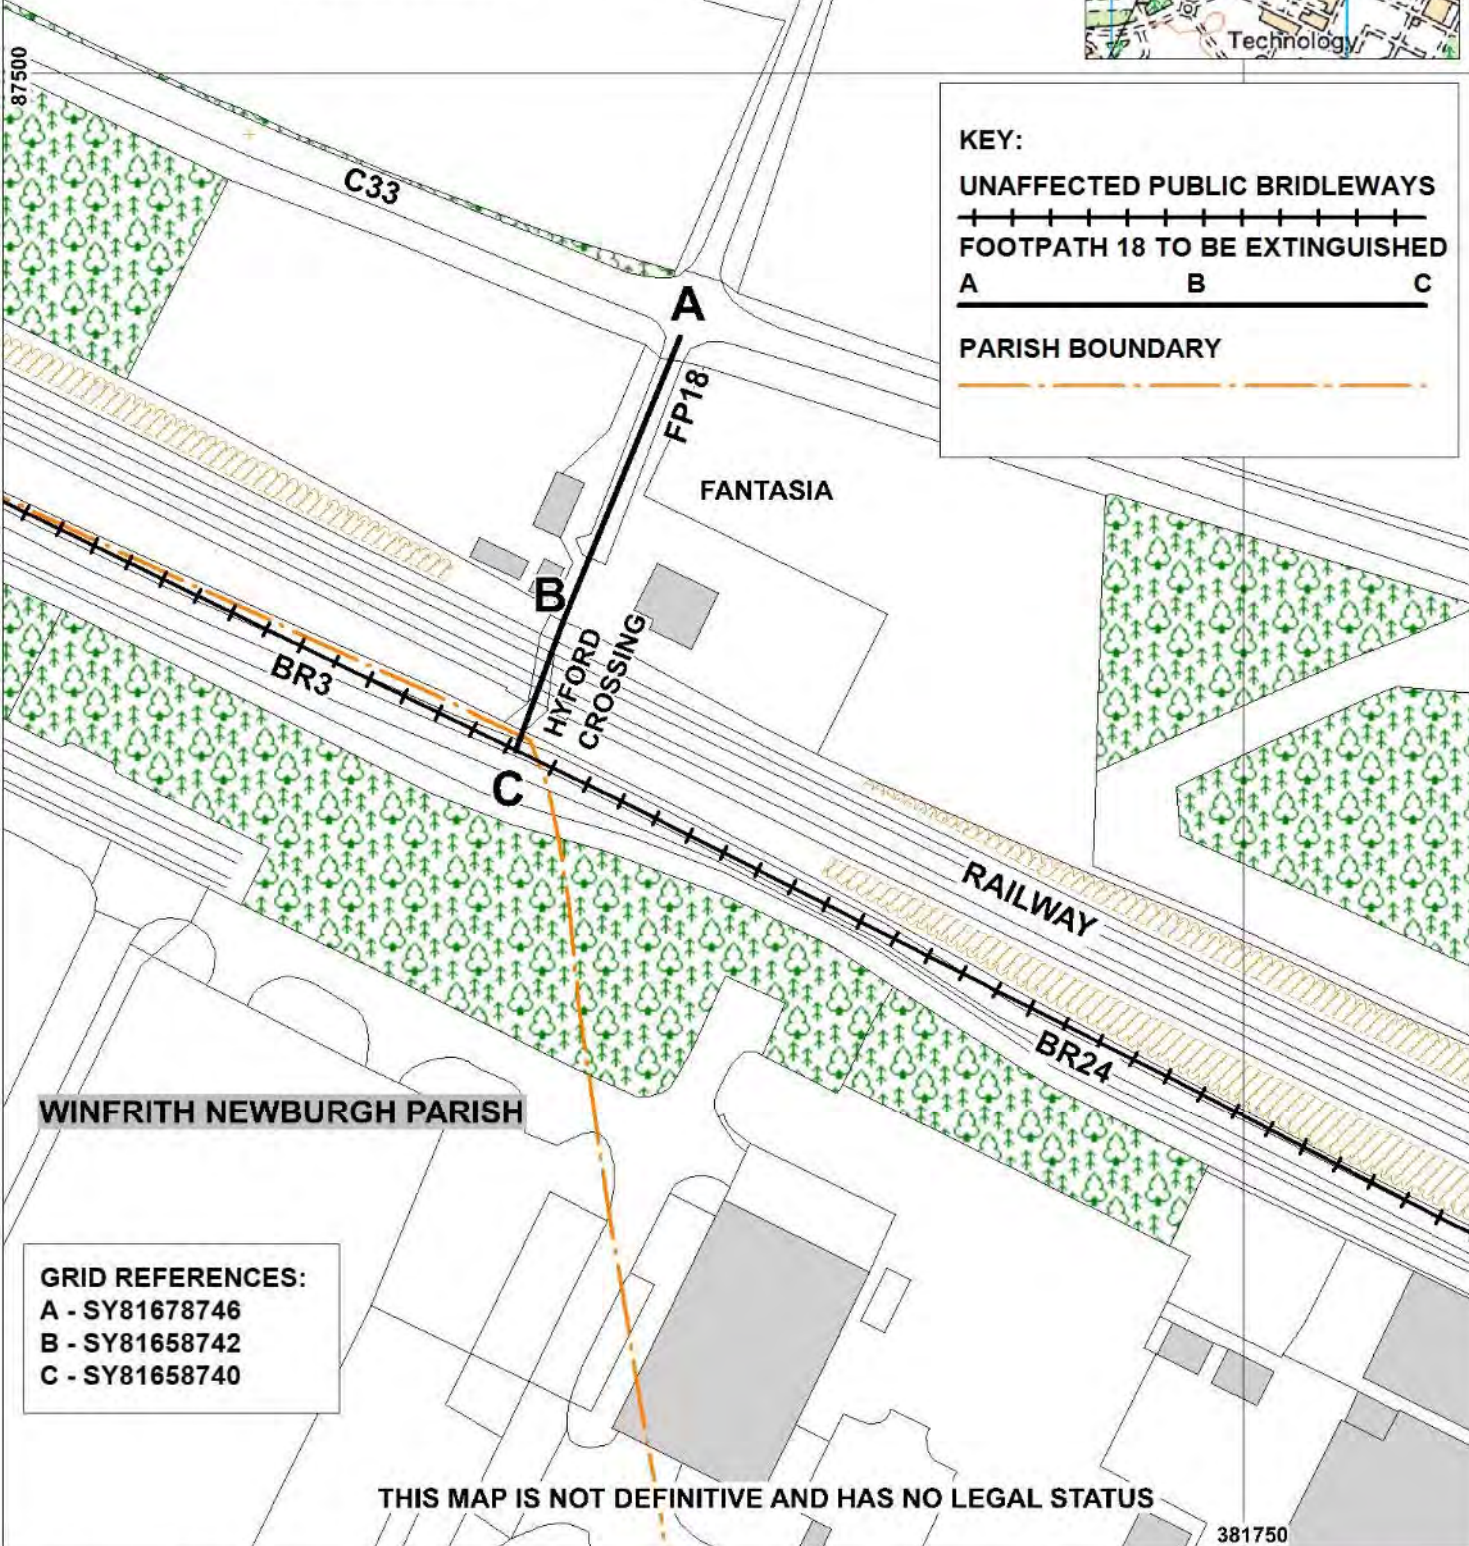 Technology
87500
KEY:
UNAFFECTED PUBLIC BRIDLEWAYS
FOOTPATH 18 TO BE EXTINGUISHED
A B C
PARISH BOUNDARY
C33
A
FP18
FANTASIA
B
HYFORD
CROSSING
BR3
C
RAILWAY
BR24
WINFRITH NEWBURGH PARISH
GRID REFERENCES:
A - SY81678746
B - SY81658742
C - SY81658740
THIS MAP IS NOT DEFINITIVE AND HAS NO LEGAL STATUS
381750